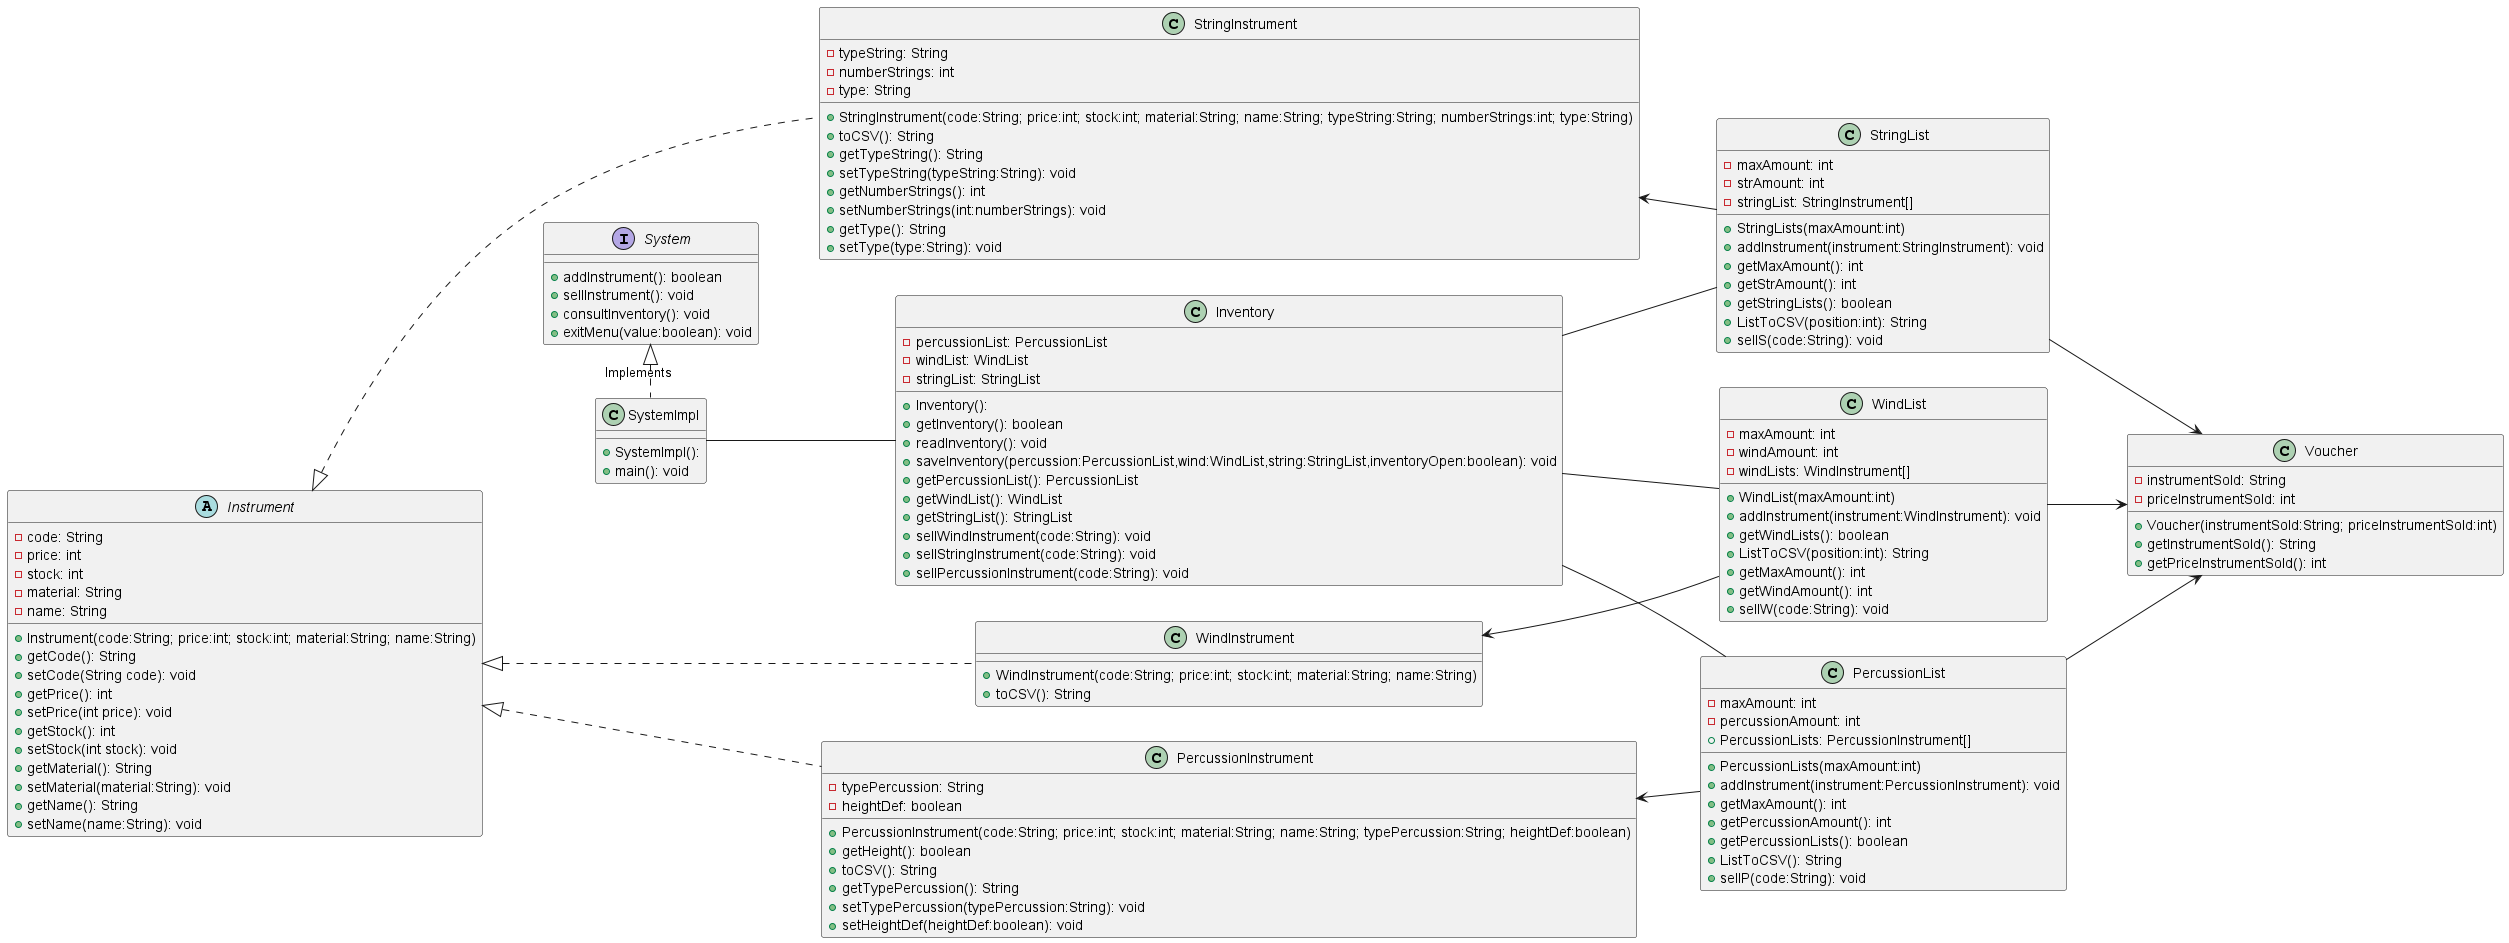 StringInstrument
typeString: String
numberStrings: int
type: String
StringInstrument(code:String; price:int; stock:int; material:String; name:String; typeString:String; numberStrings:int; type:String)
toCSV(): String
getTypeString(): String
setTypeString(typeString:String): void
getNumberStrings(): int
setNumberStrings(int:numberStrings): void
getType(): String
setType(type:String): void
System
addInstrument(): boolean
sellInstrument(): void
consultInventory(): void
exitMenu(value:boolean): void
Implements
SystemImpl
SystemImpl():
main(): void
Inventory
percussionList: PercussionList
windList: WindList
stringList: StringList
Inventory():
getInventory(): boolean
readInventory(): void
saveInventory(percussion:PercussionList,wind:WindList,string:StringList,inventoryOpen:boolean): void
getPercussionList(): PercussionList
getWindList(): WindList
getStringList(): StringList
sellWindInstrument(code:String): void
sellStringInstrument(code:String): void
sellPercussionInstrument(code:String): void
StringList
maxAmount: int
strAmount: int
stringList: StringInstrument[]
StringLists(maxAmount:int)
addInstrument(instrument:StringInstrument): void
getMaxAmount(): int
getStrAmount(): int
getStringLists(): boolean
ListToCSV(position:int): String
sellS(code:String): void
WindList
maxAmount: int
windAmount: int
windLists: WindInstrument[]
WindList(maxAmount:int)
addInstrument(instrument:WindInstrument): void
getWindLists(): boolean
ListToCSV(position:int): String
getMaxAmount(): int
getWindAmount(): int
sellW(code:String): void
Voucher
instrumentSold: String
priceInstrumentSold: int
Voucher(instrumentSold:String; priceInstrumentSold:int)
getInstrumentSold(): String
getPriceInstrumentSold(): int
Instrument
code: String
price: int
stock: int
material: String
name: String
Instrument(code:String; price:int; stock:int; material:String; name:String)
getCode(): String
setCode(String code): void
getPrice(): int
setPrice(int price): void
getStock(): int
setStock(int stock): void
getMaterial(): String
setMaterial(material:String): void
getName(): String
setName(name:String): void
WindInstrument
WindInstrument(code:String; price:int; stock:int; material:String; name:String)
toCSV(): String
PercussionInstrument
typePercussion: String
heightDef: boolean
PercussionInstrument(code:String; price:int; stock:int; material:String; name:String; typePercussion:String; heightDef:boolean)
getHeight(): boolean
toCSV(): String
getTypePercussion(): String
setTypePercussion(typePercussion:String): void
setHeightDef(heightDef:boolean): void
PercussionList
maxAmount: int
percussionAmount: int
PercussionLists: PercussionInstrument[]
PercussionLists(maxAmount:int)
addInstrument(instrument:PercussionInstrument): void
getMaxAmount(): int
getPercussionAmount(): int
getPercussionLists(): boolean
ListToCSV(): String
sellP(code:String): void